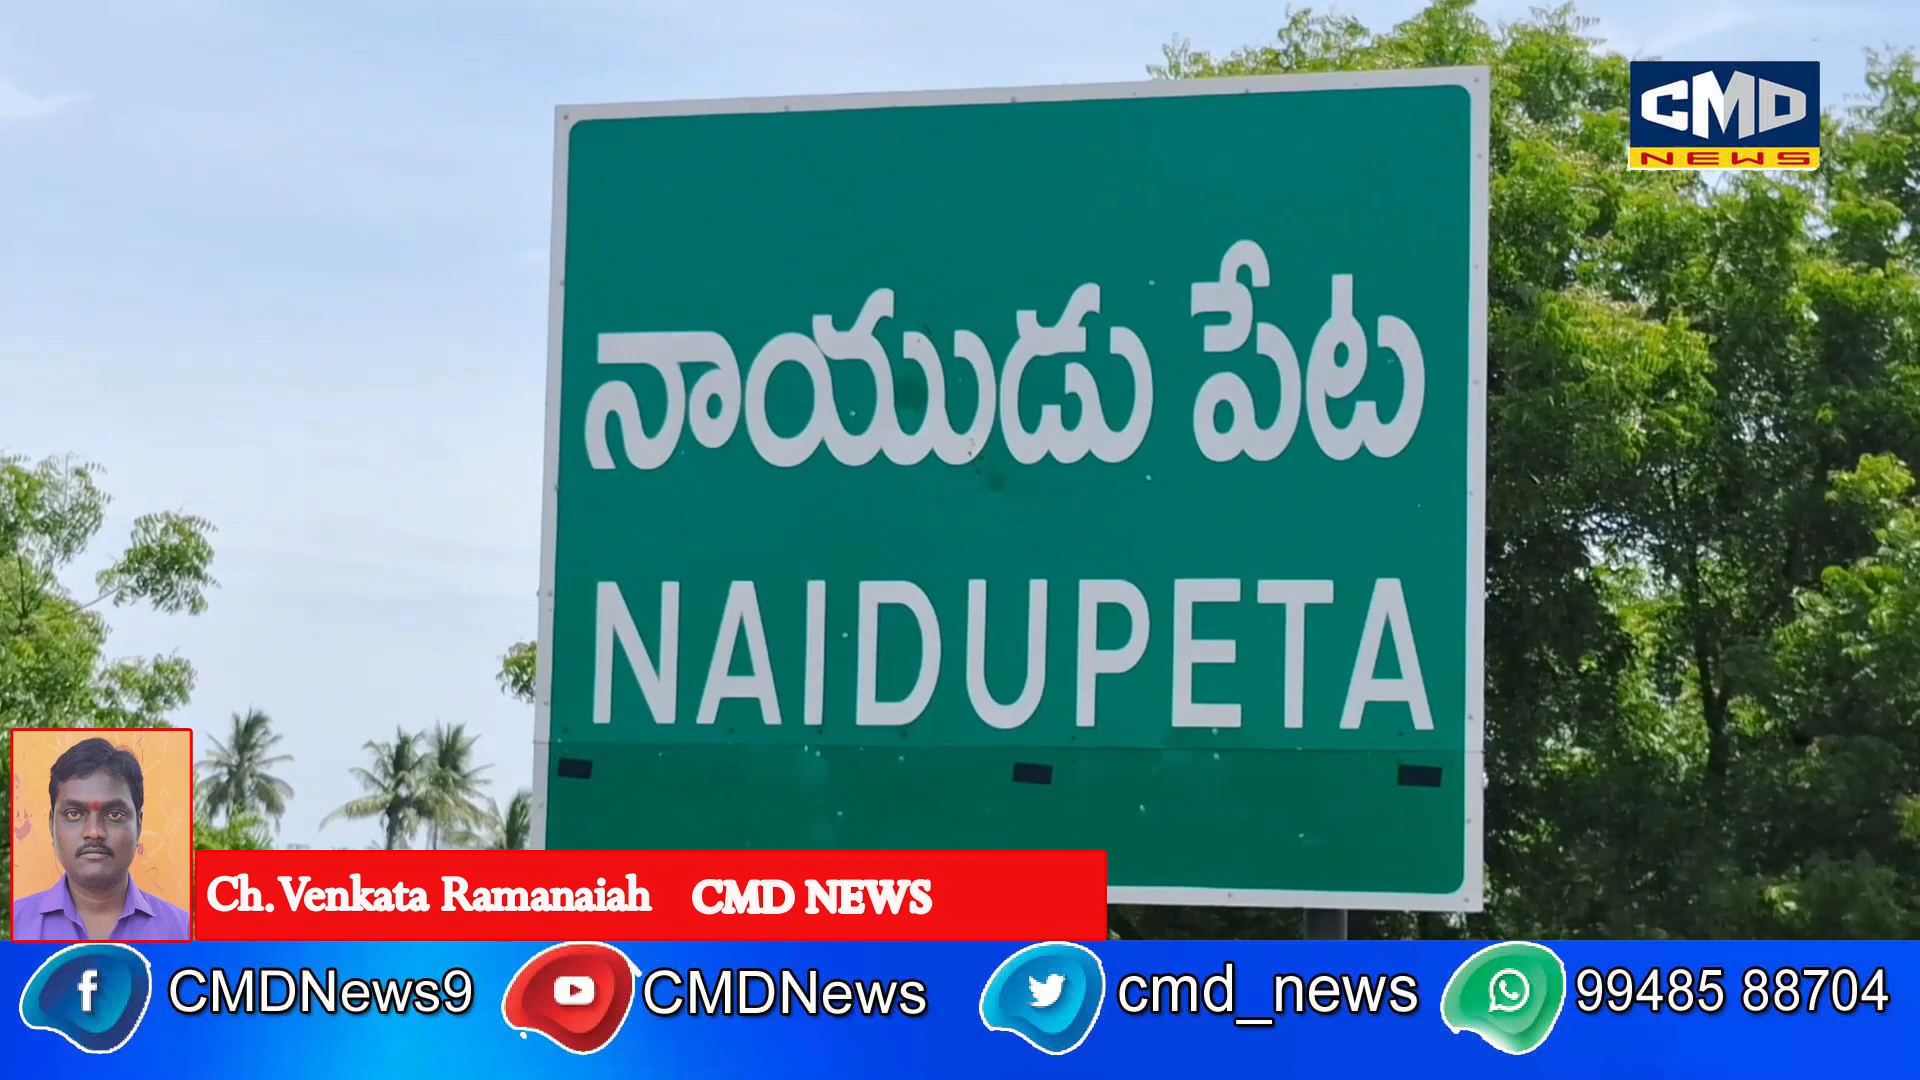 CMD
NEWS
నాయుడు పేట
NAIDUPETA
Ch. Venkata Ramanaiah CMD NEWS
CMDNews9 CMDNews cmd_news 99485 88704